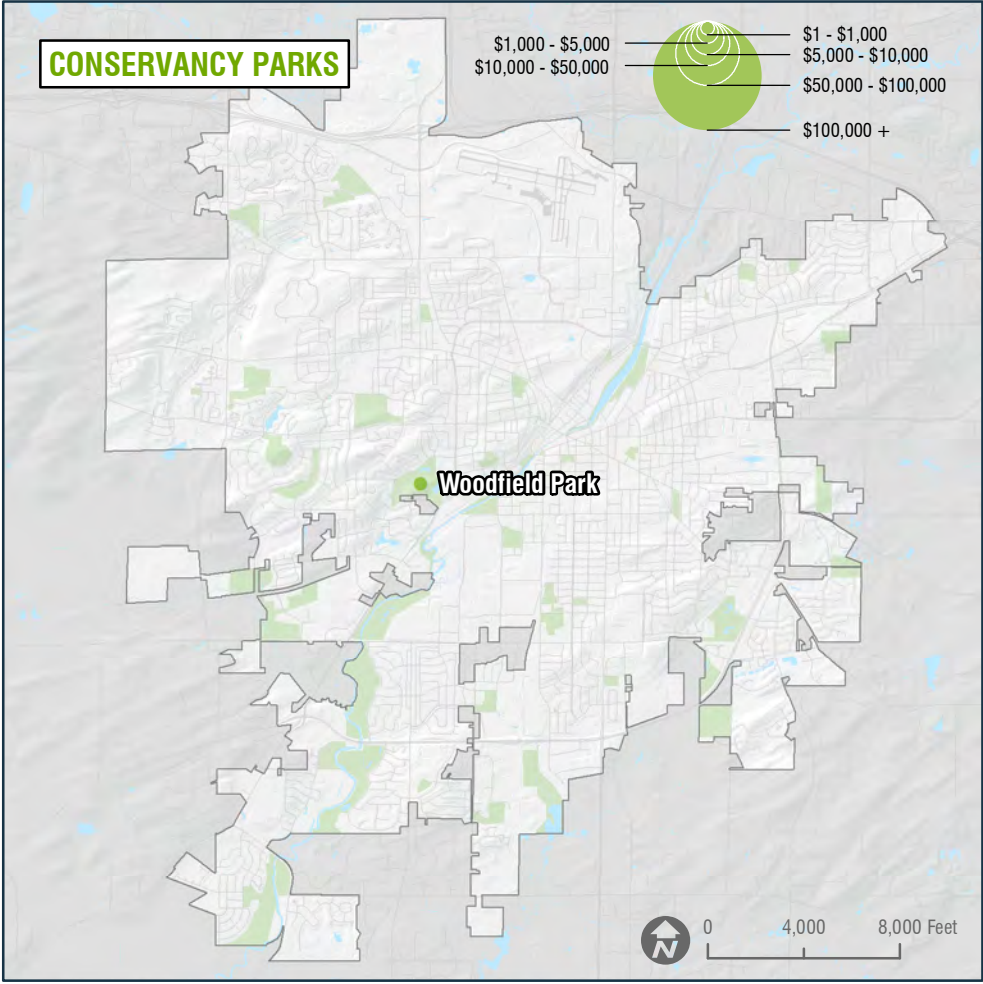 CONSERVANCY PARKS
$1,000 - $5,000
$10,000 - $50,000
$1 - $1,000
$5,000 - $10,000
$50,000 - $100,000
$100,000 +
Woodfield Park
N
0 4,000 8,000 Feet